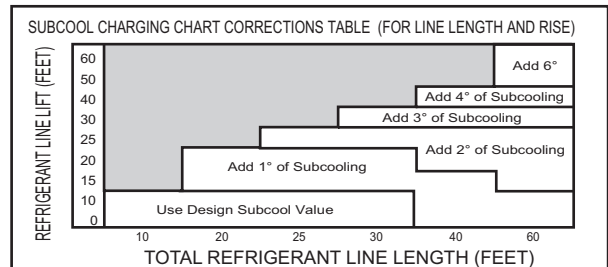 SUBCOOL CHARGING CHART CORRECTIONS TABLE (FOR LINE LENGTH AND RISE)
REFRIGERANT LINE LIFT (FEET)
60
50
40
30
25
20
15
10
0
Add 6°
Add 4° of Subcooling
Add 3° of Subcooling
Add 2° of Subcooling
Add 1° of Subcooling
Use Design Subcool Value
10 20 25 30 40 60
TOTAL REFRIGERANT LINE LENGTH (FEET)